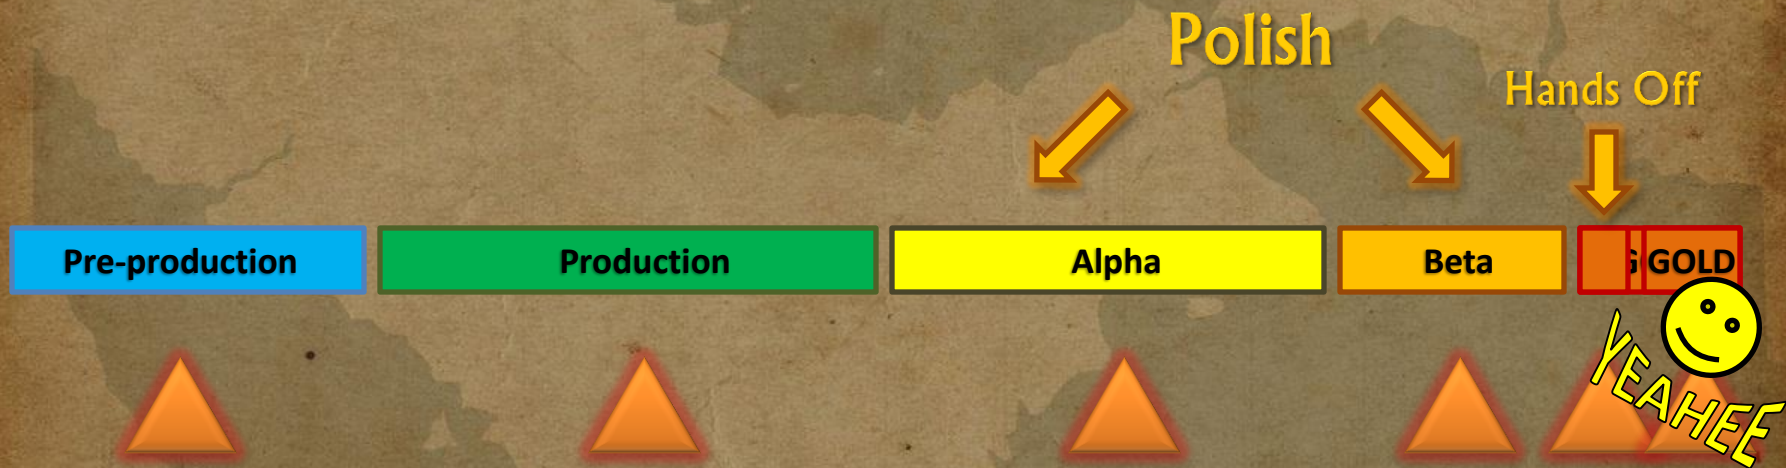 Polish
Hands Off
Pre-production
Production
Alpha
Beta
GOLD
YEAHEE